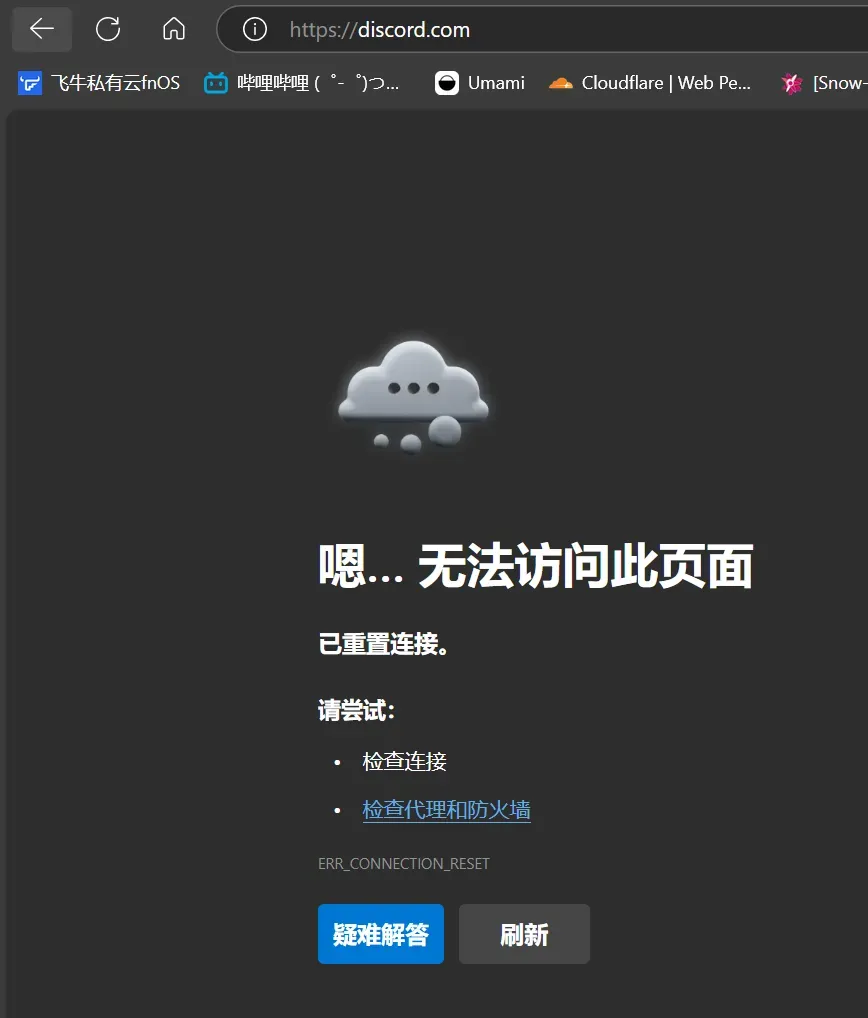 https://discord.com
飞牛私有云fnOS 哔哩哔哩 ( ゜- ゜)つ... Umami Cloudflare | Web Pe... [Snow-
嗯... 无法访问此页面
已重置连接。
请尝试:
• 检查连接
• 检查代理和防火墙
ERR_CONNECTION_RESET
疑难解答 刷新